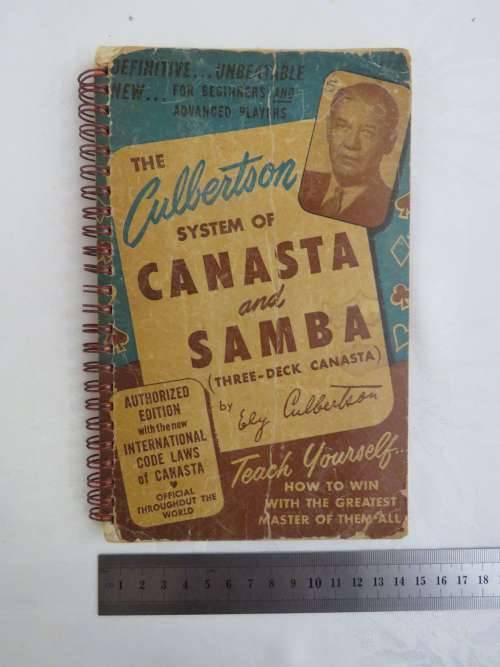 DEFINITIVE... UNBEATABLE
NEW... FOR BEGINNERS AND
ADVANCED PLAYERS
THE
Culbertson
SYSTEM OF
CANASTA
and
SAMBA
(THREE-DECK CANASTA)
by Ely Culbertson
AUTHORIZED
EDITION
with the new
INTERNATIONAL
CODE LAWS
of CANASTA
OFFICIAL
THROUGHOUT THE
WORLD
Teach Yourself...
HOW TO WIN
WITH THE GREATEST
MASTER OF THEM ALL
1 2 3 4 5 6 7 8 9 10 11 12 13 14 15 16 17 18